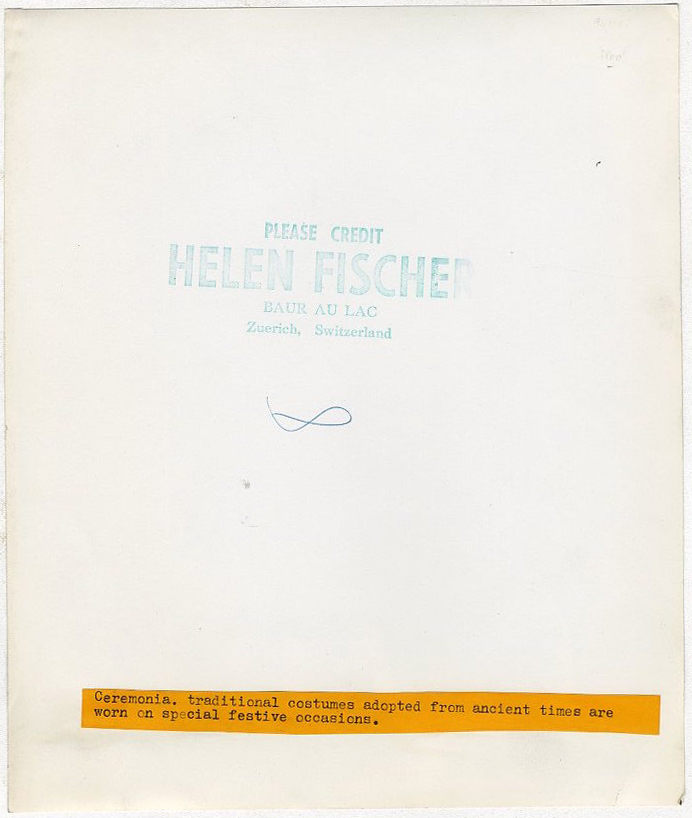 PLEASE CREDIT
HELEN FISCHER
BAUR AU LAC
Zuerich, Switzerland
Ceremonia. traditional costumes adopted from ancient times are
worn on special festive occasions.